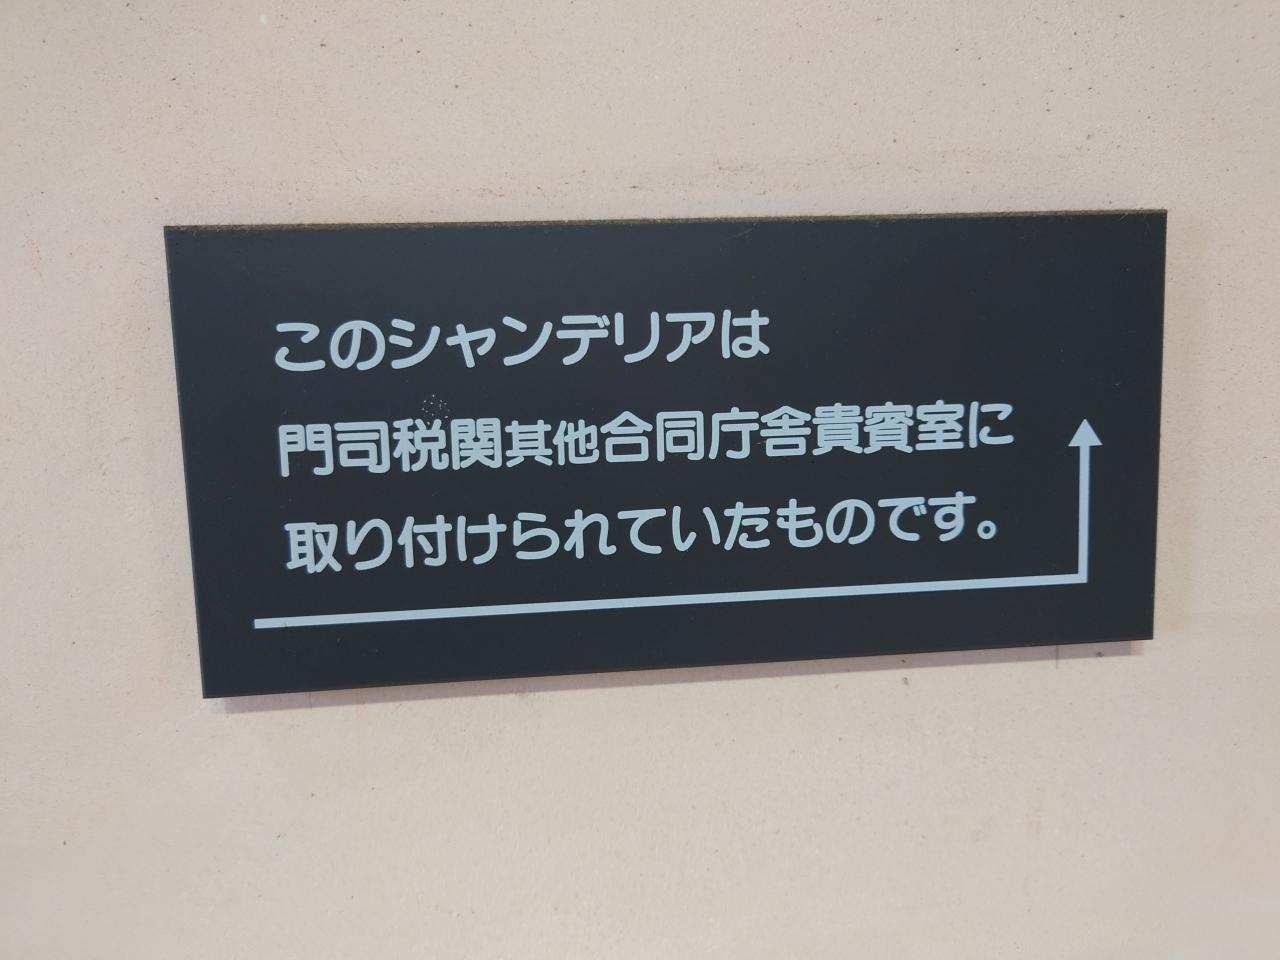 このシャンデリアは
門司税関其他合同庁舎貴賓室に
取り付けられていたものです。